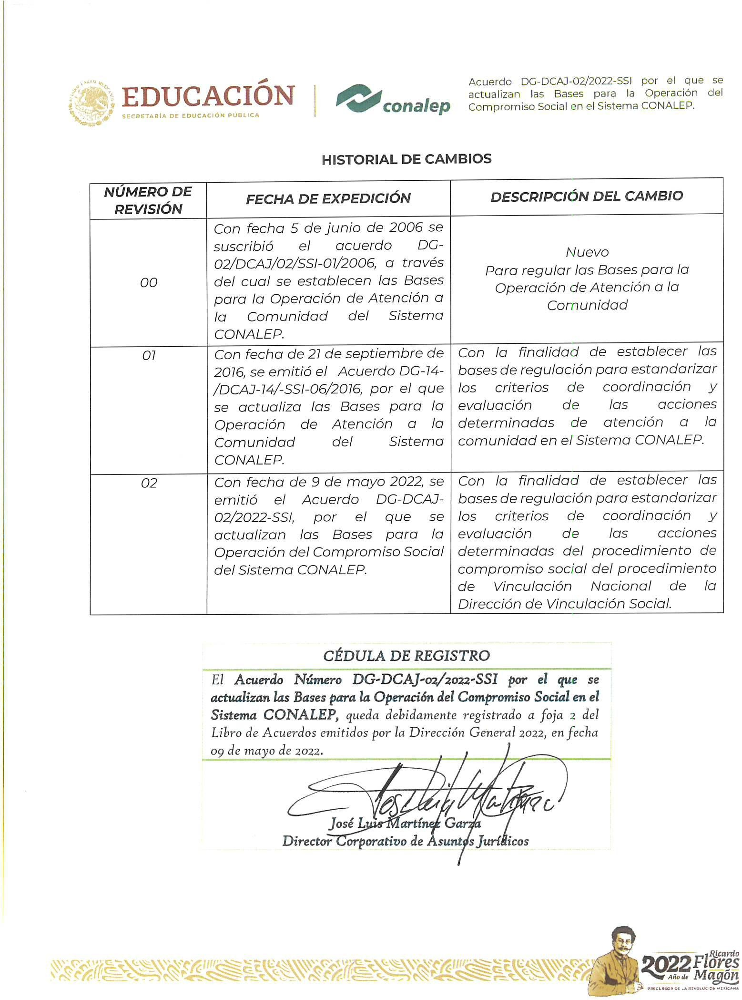 EDUCACIÓN
SECRETARÍA DE EDUCACIÓN PÚBLICA
conalep
Acuerdo DG-DCAJ-02/2022-SSI por el que se
actualizan las Bases para la Operación del
Compromiso Social en el Sistema CONALEP.
HISTORIAL DE CAMBIOS
NÚMERO DE
REVISIÓN
FECHA DE EXPEDICIÓN
DESCRIPCIÓN DEL CAMBIO
00
Con fecha 5 de junio de 2006 se
suscribió el acuerdo DG-
02/DCAJ/02/SSI-01/2006, a través
del cual se establecen las Bases
para la Operación de Atención a
la Comunidad del Sistema
CONALEP.
Nuevo
Para regular las Bases para la
Operación de Atención a la
Comunidad
01
Con fecha de 21 de septiembre de
2016, se emitió el Acuerdo DG-14-
/DCAJ-14/-SSI-06/2016, por el que
se actualiza las Bases para la
Operación de Atención a la
Comunidad del Sistema
CONALEP.
Con la finalidad de establecer las
bases de regulación para estandarizar
los criterios de coordinación y
evaluación de las acciones
determinadas de atención a la
comunidad en el Sistema CONALEP.
02
Con fecha de 9 de mayo 2022, se
emitió el Acuerdo DG-DCAJ-
02/2022-SSI, por el que se
actualizan las Bases para la
Operación del Compromiso Social
del Sistema CONALEP.
Con la finalidad de establecer las
bases de regulación para estandarizar
los criterios de coordinación y
evaluación de las acciones
determinadas del procedimiento de
compromiso social del procedimiento
de Vinculación Nacional de la
Dirección de Vinculación Social.
CÉDULA DE REGISTRO
El Acuerdo Número DG-DCAJ-02/2022-SSI por el que se
actualizan las Bases para la Operación del Compromiso Social en el
Sistema CONALEP, queda debidamente registrado a foja 2 del
Libro de Acuerdos emitidos por la Dirección General 2022, en fecha
09 de mayo de 2022.
José Luis Martínez Garza
Director Corporativo de Asuntos Jurídicos
2022 Ricardo
Flores
Año de Magón
PRECURSOR DE LA REVOLUCIÓN MEXICANA